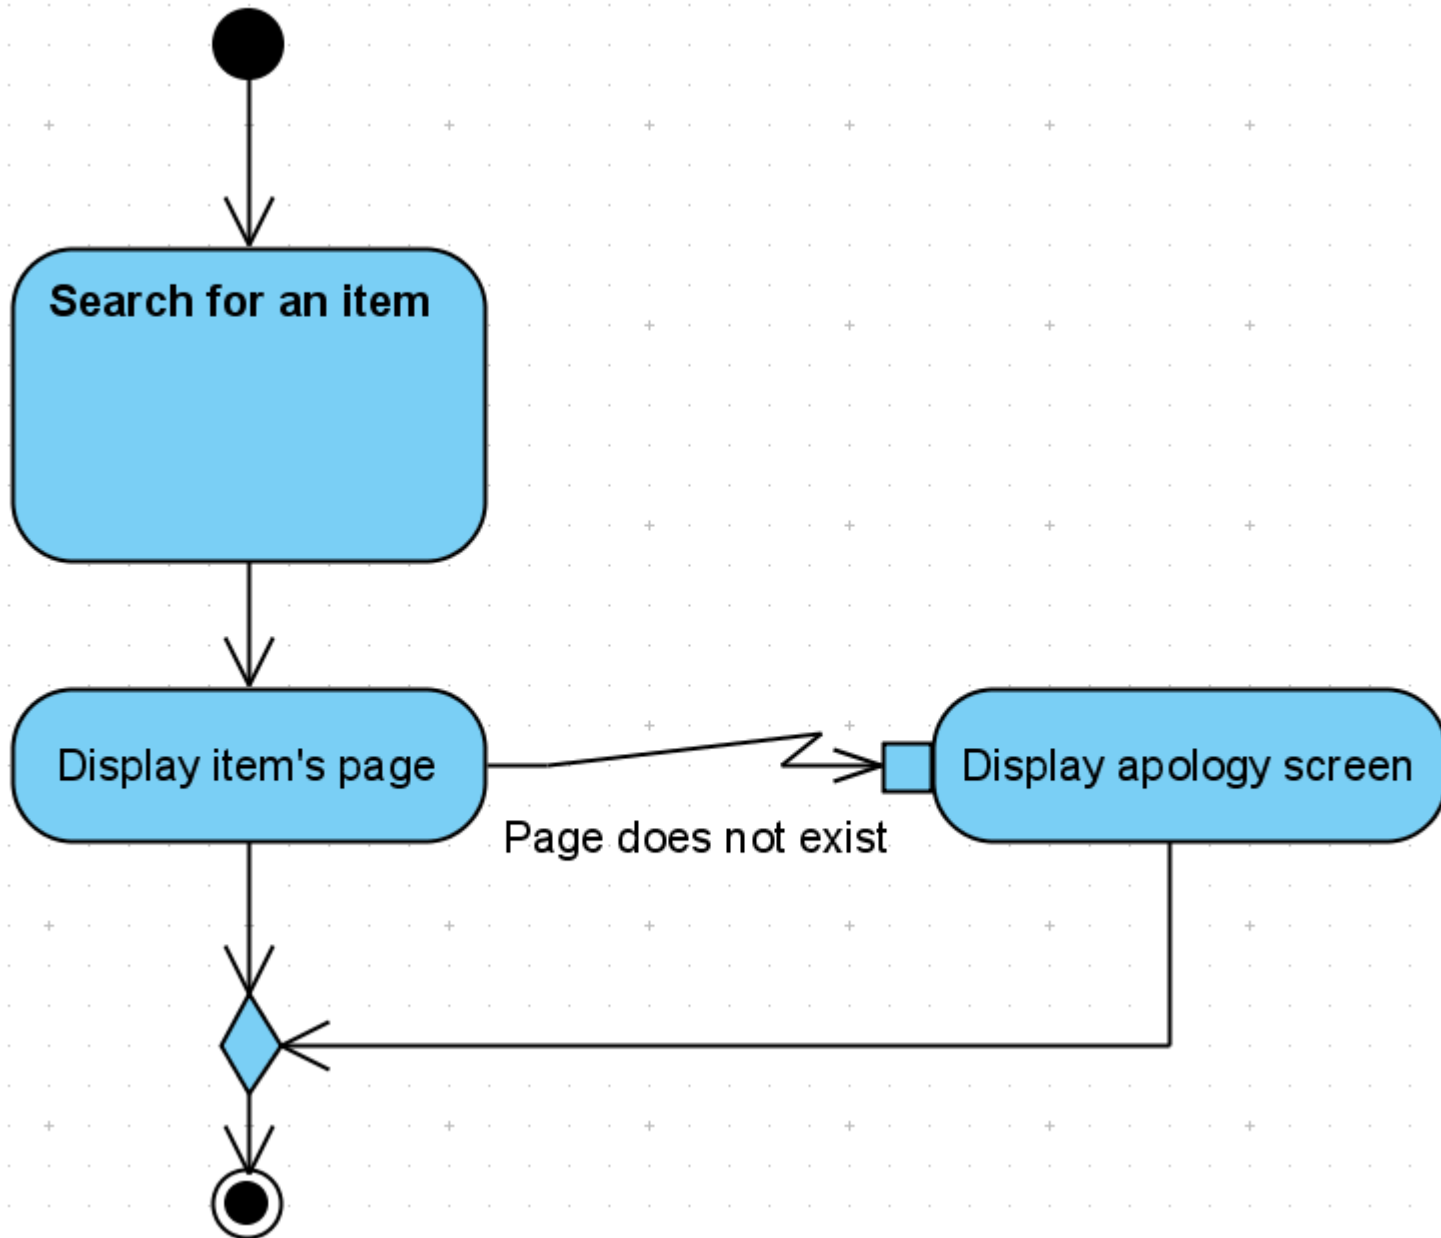 Search for an item
Display item's page
Display apology screen
Page does not exist